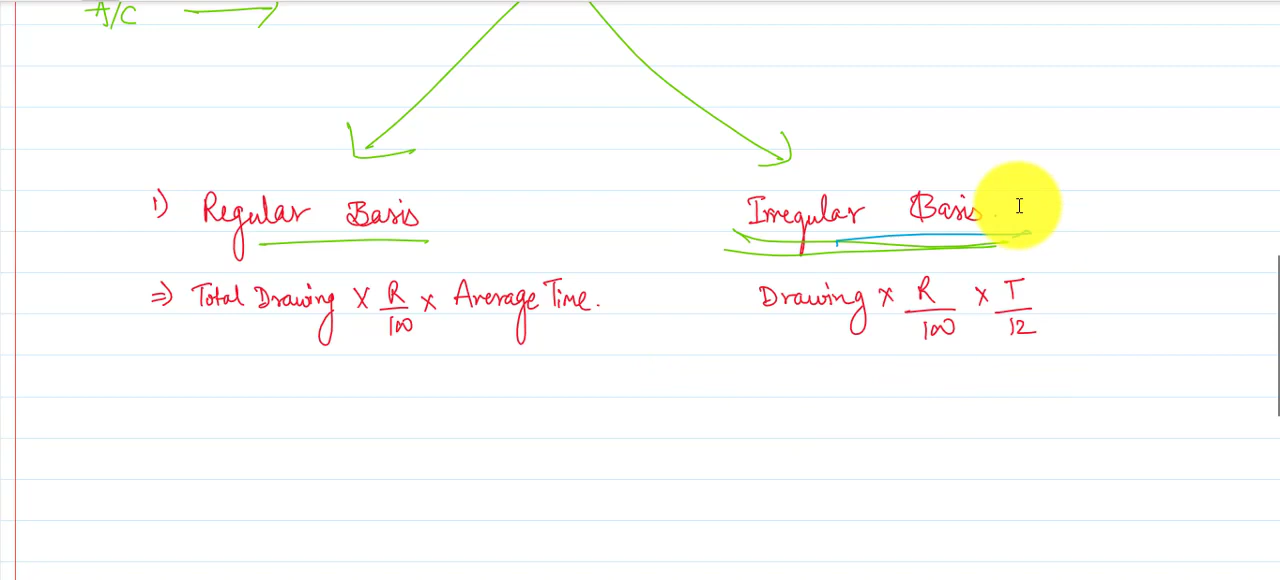 A/C
1) Regular Basis
Irregular Basis.
⇒ Total Drawing × R/100 × Average Time.
Drawing × R/100 × T/12